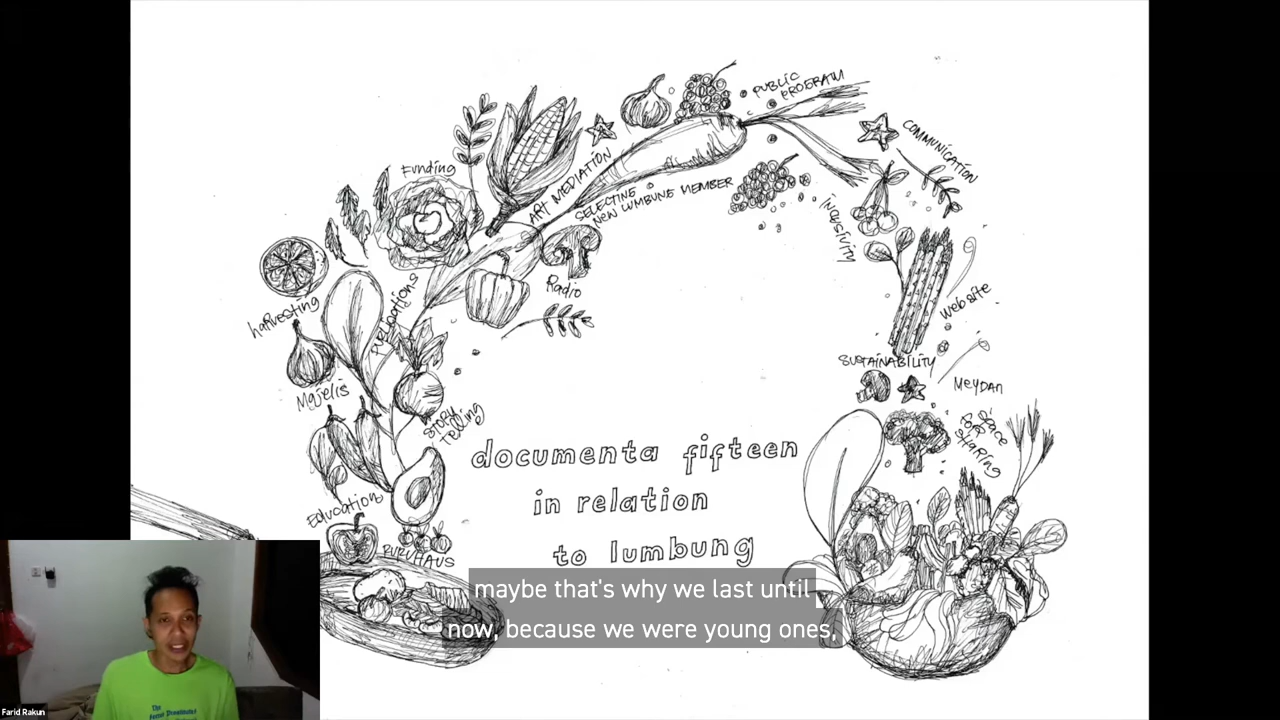 PUBLIC
PROGRAM
COMMUNICATION
Funding
ART MEDIATION
SELECTING
NEW LUMBUNG MEMBER
lumbung
Radio
harvesting
PUBLICATIONS
website
SUSTAINABILITY
Majelis
MEYDAN
STORY
TELLING
SPACE
FOR
SHARING
documenta fifteen
in relation
to lumbung
Education
RURUHAUS
maybe that's why we last until
now, because we were young ones,
The
Farid Rakun